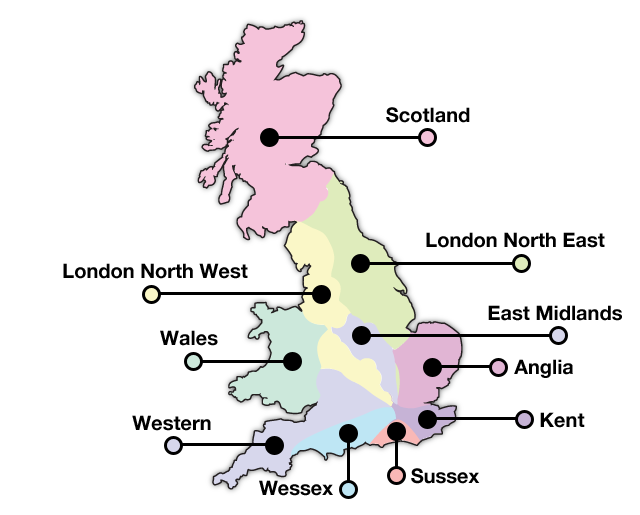 Scotland
London North East
London North West
East Midlands
Wales
Anglia
Western
Kent
Sussex
Wessex